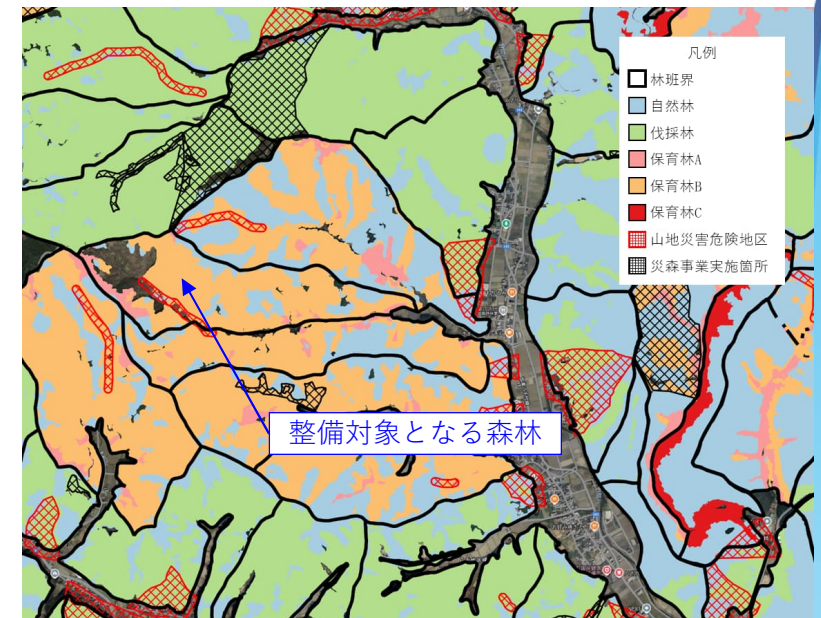 凡例
林班界
自然林
伐採林
保育林A
保育林B
保育林C
山地災害危険地区
災森事業実施箇所
整備対象となる森林